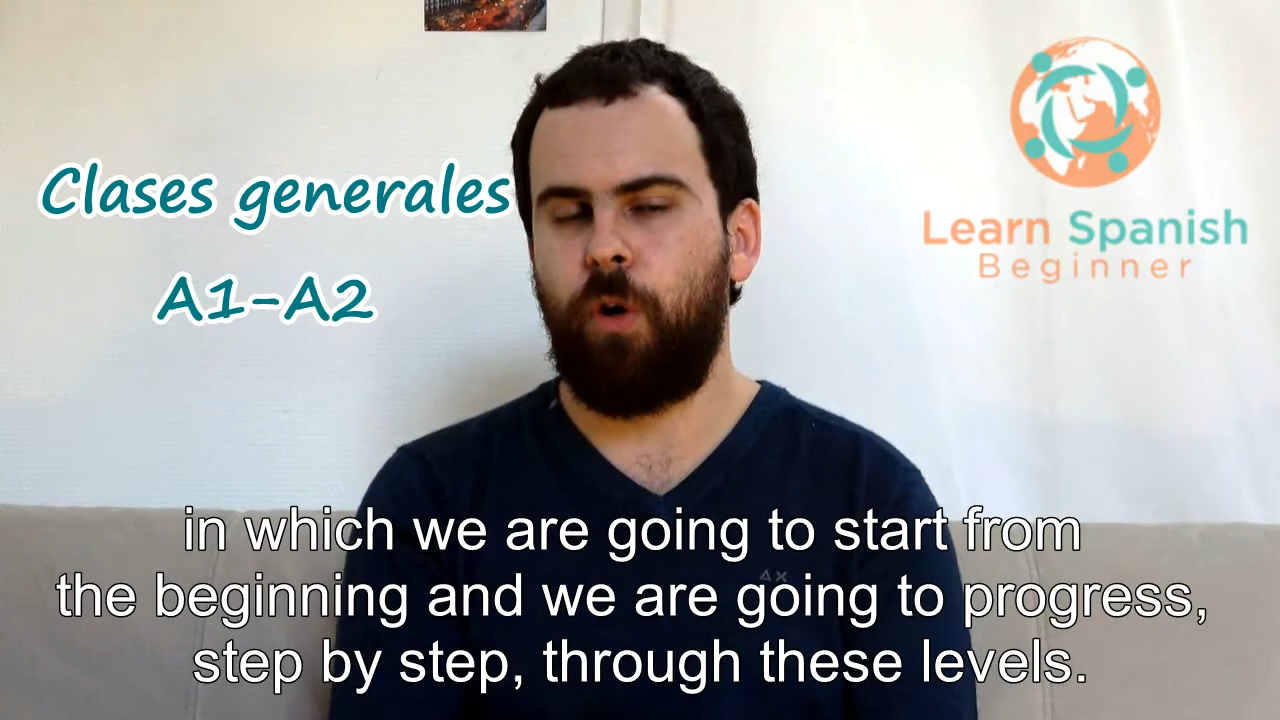 Clases generales
A1-A2
Learn Spanish
Beginner
in which we are going to start from
the beginning and we are going to progress,
step by step, through these levels.